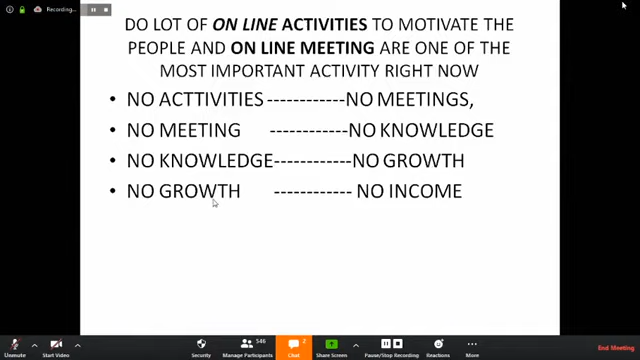 Recording...
DO LOT OF ON LINE ACTIVITIES TO MOTIVATE THE
PEOPLE AND ON LINE MEETING ARE ONE OF THE
MOST IMPORTANT ACTIVITY RIGHT NOW
• NO ACTTIVITIES ------------NO MEETINGS,
• NO MEETING ------------NO KNOWLEDGE
• NO KNOWLEDGE------------NO GROWTH
• NO GROWTH ------------ NO INCOME
Unmute Start Video Security 546 Manage Participants 2 Chat Share Screen Pause/Stop Recording Reactions More End Meeting